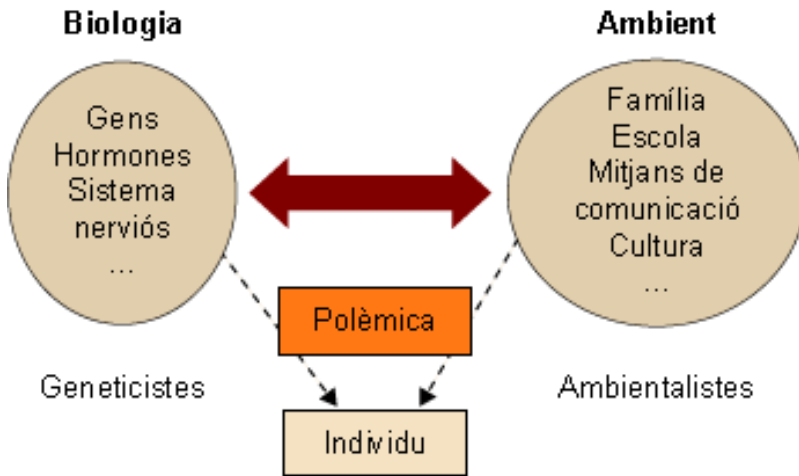 Biologia
Ambient
Gens
Hormones
Sistema
nerviós
...
Família
Escola
Mitjans de
comunicació
Cultura
...
Polèmica
Geneticistes
Ambientalistes
Individu